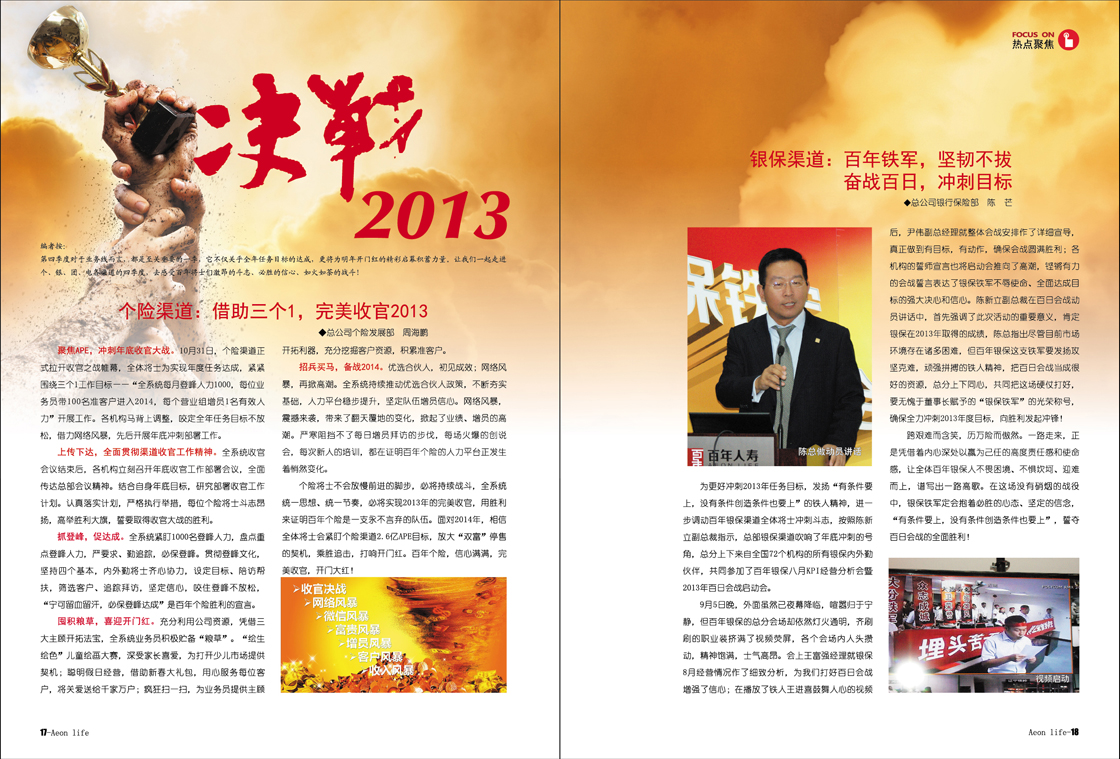 决战
2013
编者按:
第四季度对于业务线而言,都是至关重要的一季,它不仅关乎全年任务目标的达成,更将为明年开门红的精彩启幕积蓄力量,让我们一起走进
个、银、团、电各渠道的四季度,去感受百年将士们激昂的斗志、必胜的信心、如火如荼的战斗!
个险渠道:借助三个1,完美收官2013
◆总公司个险发展部 周海鹏
聚焦APE,冲刺年底收官大战。10月31日,个险渠道正
式拉开收官之战帷幕,全体将士为实现年度任务达成,紧紧
围绕三个1工作目标——“全系统每月登峰人力1000,每位业
务员带100名准客户进入2014,每个营业组增员1名有效人
力”开展工作。各机构马背上调整,咬定全年任务目标不放
松,借力网络风暴,先后开展年底冲刺部署工作。
上传下达,全面贯彻渠道收官工作精神。全系统收官
会议结束后,各机构立刻召开年底收官工作部署会议,全面
传达总部会议精神。结合自身年底目标,研究部署收官工作
计划。认真落实计划,严格执行举措,每位个险将士斗志昂
扬,高举胜利大旗,誓要取得收官大战的胜利。
抓登峰,促达成。全系统紧盯1000名登峰人力,盘点重
点登峰人力,严要求、勤追踪,必保登峰。贯彻登峰文化,
坚持四个基本,内外勤将士齐心协力,设定目标、陪访帮
扶,筛选客户、追踪拜访,坚定信心,咬住登峰不放松,
“宁可留血留汗,必保登峰达成”是百年个险胜利的宣言。
囤积粮草,喜迎开门红。充分利用公司资源,凭借三
大主顾开拓法宝,全系统业务员积极贮备“粮草”。“绘生
绘色”儿童绘画大赛,深受家长喜爱,为打开少儿市场提供
契机;聪明假日经营,借助新春大礼包,用心服务每位客
户,将关爱送给千家万户;疯狂扫一扫,为业务员提供主顾
开拓利器,充分挖掘客户资源,积累准客户。
招兵买马,备战2014。优选合伙人,初见成效;网络风
暴,再掀高潮。全系统持续推动优选合伙人政策,不断夯实
基础,人力平台稳步提升,坚定队伍增员信心。网络风暴,
震撼来袭,带来了翻天覆地的变化,掀起了业绩、增员的高
潮。严寒阻挡不了每日增员拜访的步伐,每场火爆的创说
会,每次新人的培训,都在证明百年个险的人力平台正发生
着悄然变化。
个险将士不会放慢前进的脚步,必将持续战斗,全系统
统一思想、统一节奏,必将实现2013年的完美收官,用胜利
来证明百年个险是一支永不言弃的队伍。面对2014年,相信
全体将士会紧盯个险渠道2.6亿APE目标,放大“双富”停售
的契机,乘胜追击,打响开门红。百年个险,信心满满,完
美收官,开门大红!
收官决战
网络风暴
微信风暴
富贵风暴
增员风暴
客户风暴
收入风暴
17-Aeon life
FOCUS ON
热点聚焦
银保渠道:百年铁军,坚韧不拔
奋战百日,冲刺目标
◆总公司银行保险部 陈 芒
保铁
百年人寿
陈总做动员讲话
为更好冲刺2013年任务目标,发扬“有条件要
上,没有条件创造条件也要上”的铁人精神,进一
步调动百年银保渠道全体将士冲刺斗志,按照陈新
立副总裁指示,总部银保渠道吹响了年底冲刺的号
角,总分上下来自全国72个机构的所有银保内外勤
伙伴,共同参加了百年银保八月KPI经营分析会暨
2013年百日会战启动会。
9月5日晚,外面虽然已夜幕降临,喧嚣归于宁
静,但百年银保的总分会场却依然灯火通明,齐刷
刷的职业装挤满了视频荧屏,各个会场内人头攒
动,精神饱满,士气高昂。会上王富强经理就银保
8月经营情况作了细致分析,为我们打好百日会战
增强了信心;在播放了铁人王进喜鼓舞人心的视频
后,尹伟副总经理就整体会战安排作了详细宣导,
真正做到有目标,有动作,确保会战圆满胜利;各
机构的誓师宣言也将启动会推向了高潮,铿锵有力
的会战誓言表达了银保铁军不辱使命、全面达成目
标的强大决心和信心。陈新立副总裁在百日会战动
员讲话中,首先强调了此次活动的重要意义,肯定
银保在2013年取得的成绩,陈总指出尽管目前市场
环境存在诸多困难,但百年银保这支铁军要发扬攻
坚克难,顽强拼搏的铁人精神,把百日会战当成很
好的资源,总分上下同心,共同把这场硬仗打好,
要无愧于董事长赋予的“银保铁军”的光荣称号,
确保全力冲刺2013年度目标,向胜利发起冲锋!
跨艰难而含笑,历万险而傲然。一路走来,正
是凭借着内心深处以赢为己任的高度责任感和使命
感,让全体百年银保人不畏困境、不惧坎坷、迎难
而上,谱写出一路高歌。在这场没有硝烟的战役
中,银保铁军定会抱着必胜的心态、坚定的信念,
“有条件要上,没有条件创造条件也要上”,誓夺
百日会战的全面胜利!
众志成城
埋头苦
视频启动
Aeon life-18